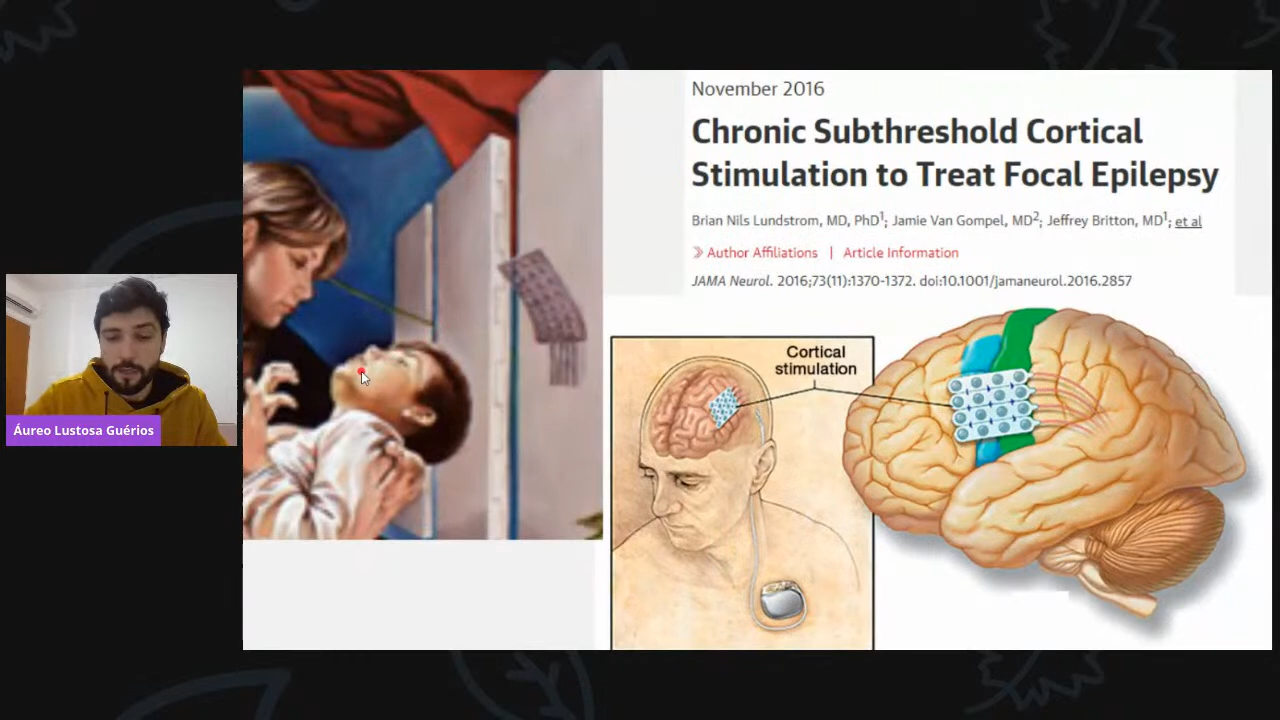 November 2016
Chronic Subthreshold Cortical
Stimulation to Treat Focal Epilepsy
Brian Nils Lundstrom, MD, PhD1; Jamie Van Gompel, MD2; Jeffrey Britton, MD1; et al
» Author Affiliations | Article Information
JAMA Neurol. 2016;73(11):1370-1372. doi:10.1001/jamaneurol.2016.2857
Cortical
stimulation
Áureo Lustosa Guérios